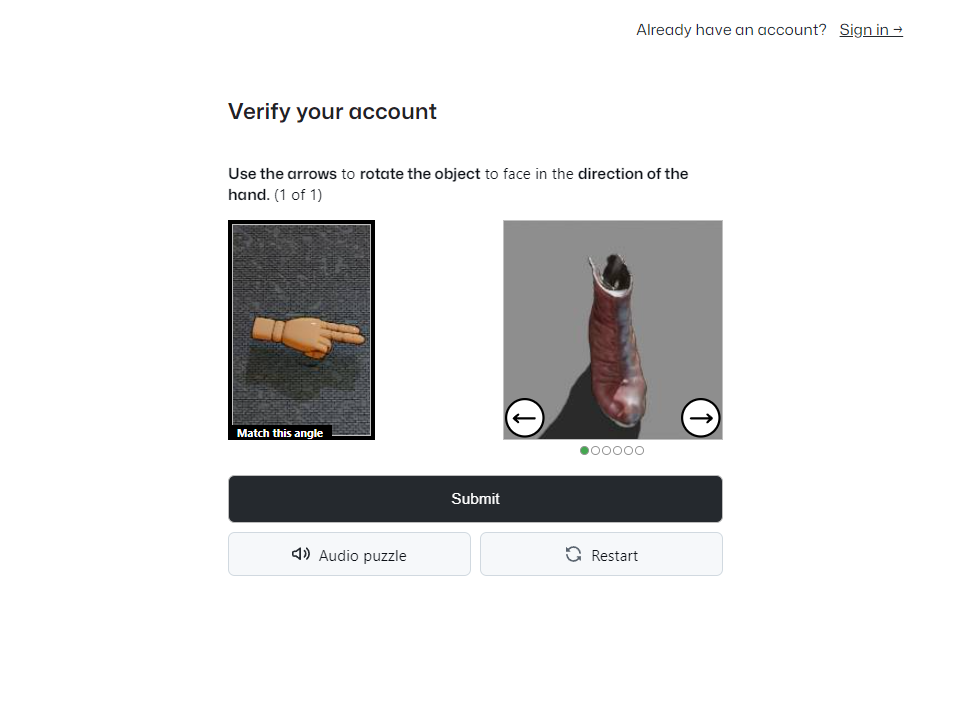 Already have an account? Sign in →
Verify your account
Use the arrows to rotate the object to face in the direction of the
hand. (1 of 1)
Match this angle
Submit
Audio puzzle
Restart